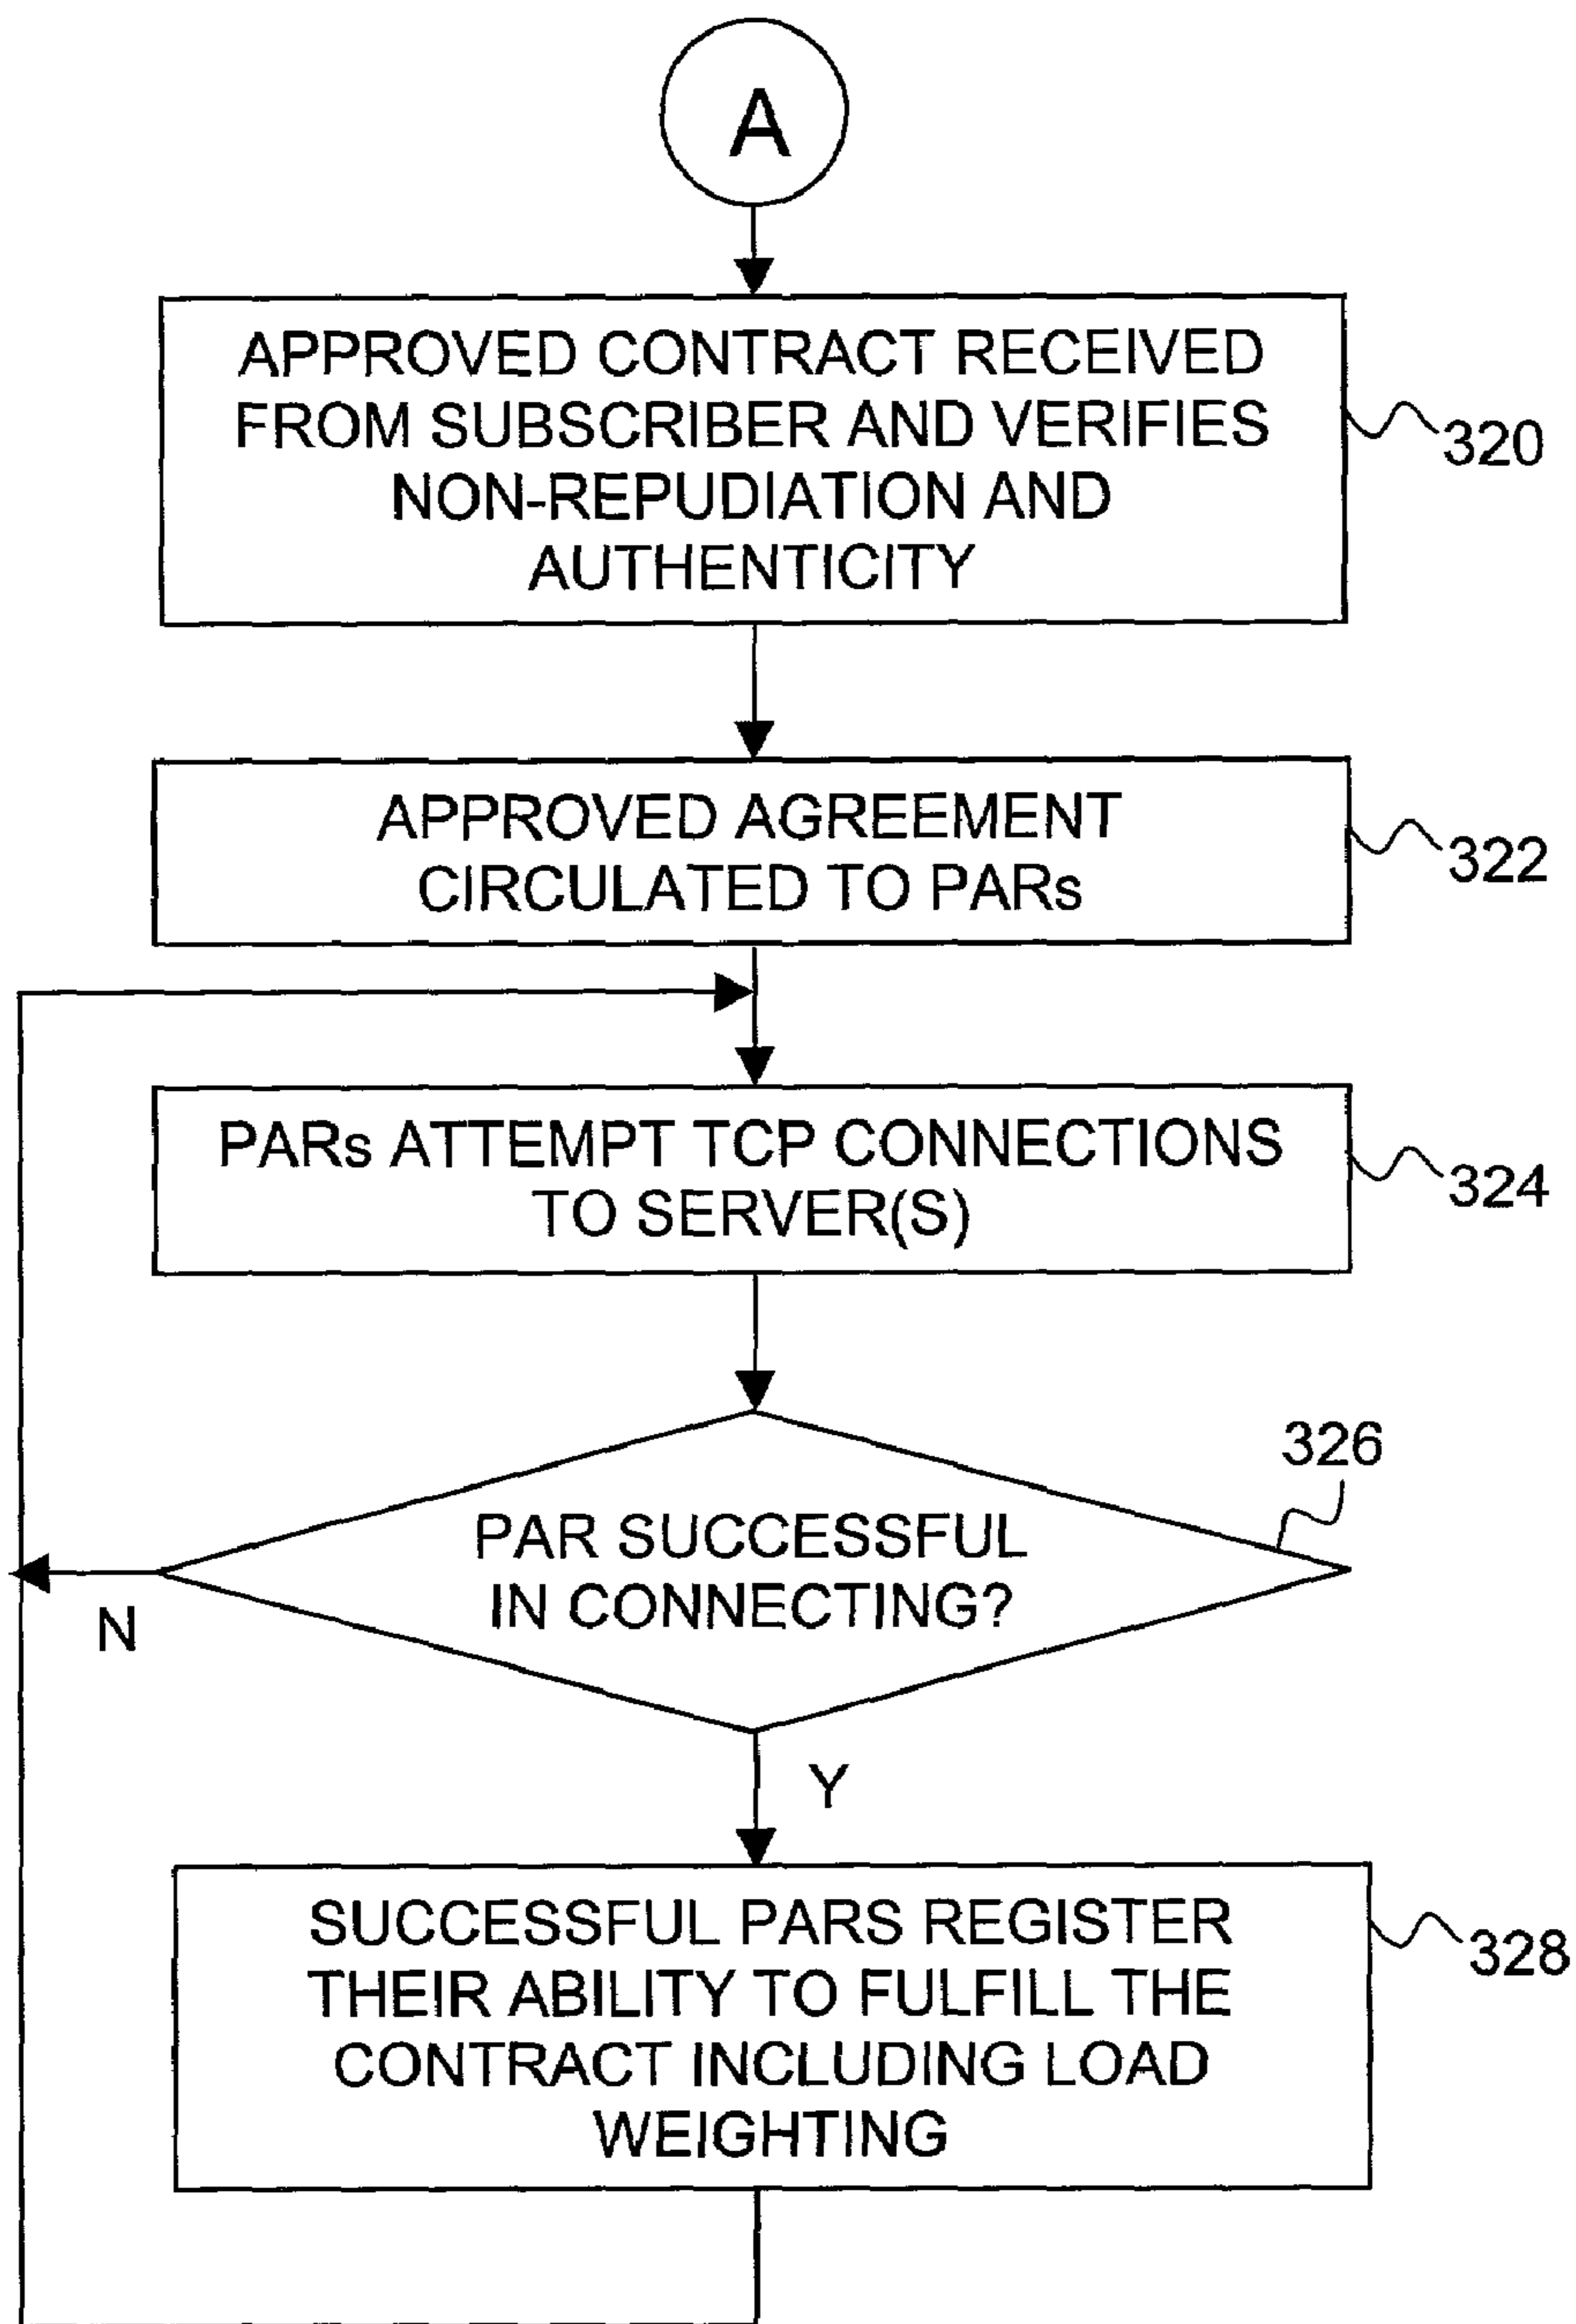 A
APPROVED CONTRACT RECEIVED
FROM SUBSCRIBER AND VERIFIES
NON-REPUDIATION AND
AUTHENTICITY
320
APPROVED AGREEMENT
CIRCULATED TO PARs
322
PARs ATTEMPT TCP CONNECTIONS
TO SERVER(S)
324
326
PAR SUCCESSFUL
IN CONNECTING?
N
Y
SUCCESSFUL PARS REGISTER
THEIR ABILITY TO FULFILL THE
CONTRACT INCLUDING LOAD
WEIGHTING
328